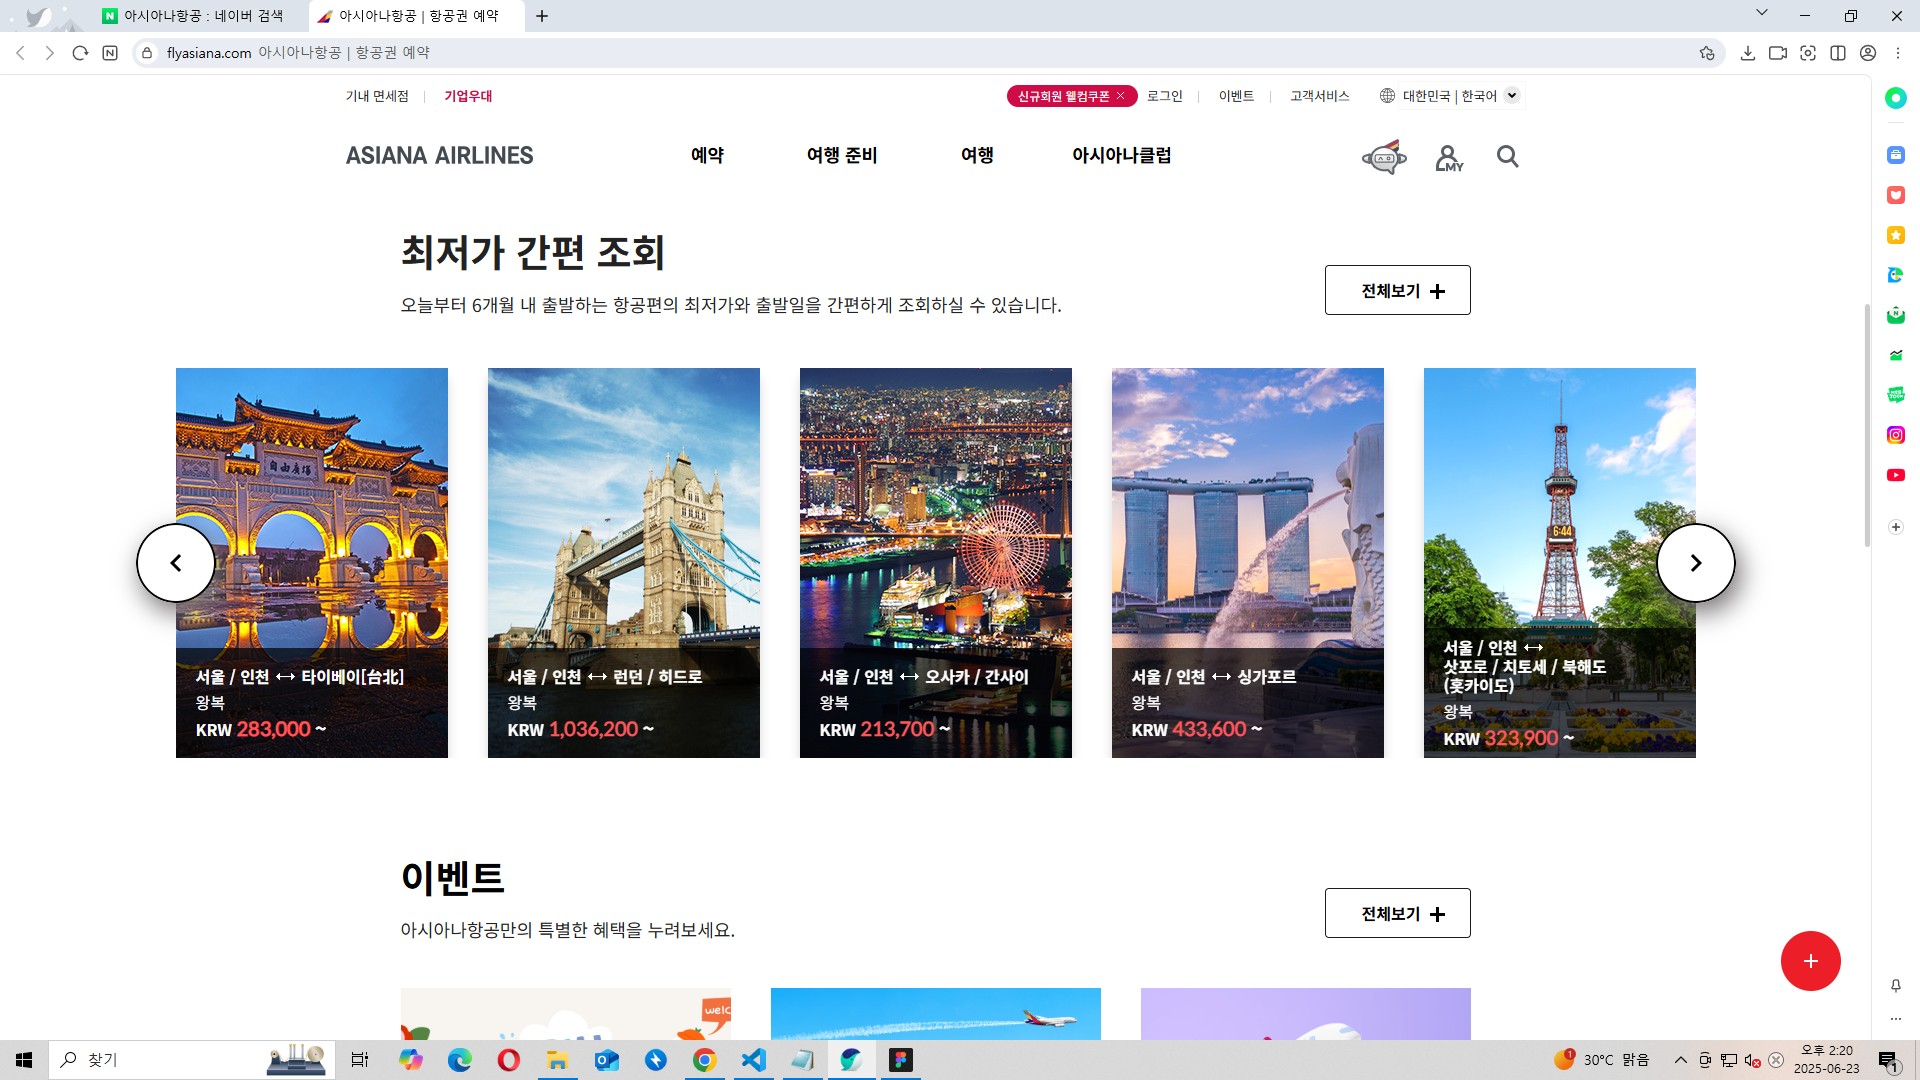 아시아나항공 : 네이버 검색
아시아나항공 | 항공권 예약
flyasiana.com 아시아나항공 | 항공권 예약
기내 면세점
기업우대
신규회원 웰컴쿠폰
로그인
이벤트
고객서비스
대한민국 | 한국어
ASIANA AIRLINES
예약
여행 준비
여행
아시아나클럽
MY
최저가 간편 조회
오늘부터 6개월 내 출발하는 항공편의 최저가와 출발일을 간편하게 조회하실 수 있습니다.
전체보기
自由廣場
서울 / 인천 ↔ 타이베이[台北]
왕복
KRW 283,000 ~
서울 / 인천 ↔ 런던 / 히드로
왕복
KRW 1,036,200 ~
서울 / 인천 ↔ 오사카 / 간사이
왕복
KRW 213,700 ~
서울 / 인천 ↔ 싱가포르
왕복
KRW 433,600 ~
6:44
서울 / 인천 ↔
삿포로 / 치토세 / 북해도
(홋카이도)
왕복
KRW 323,900 ~
이벤트
아시아나항공만의 특별한 혜택을 누려보세요.
전체보기
welc
찾기
1
30°C 맑음
오후 2:20
2025-06-23
1